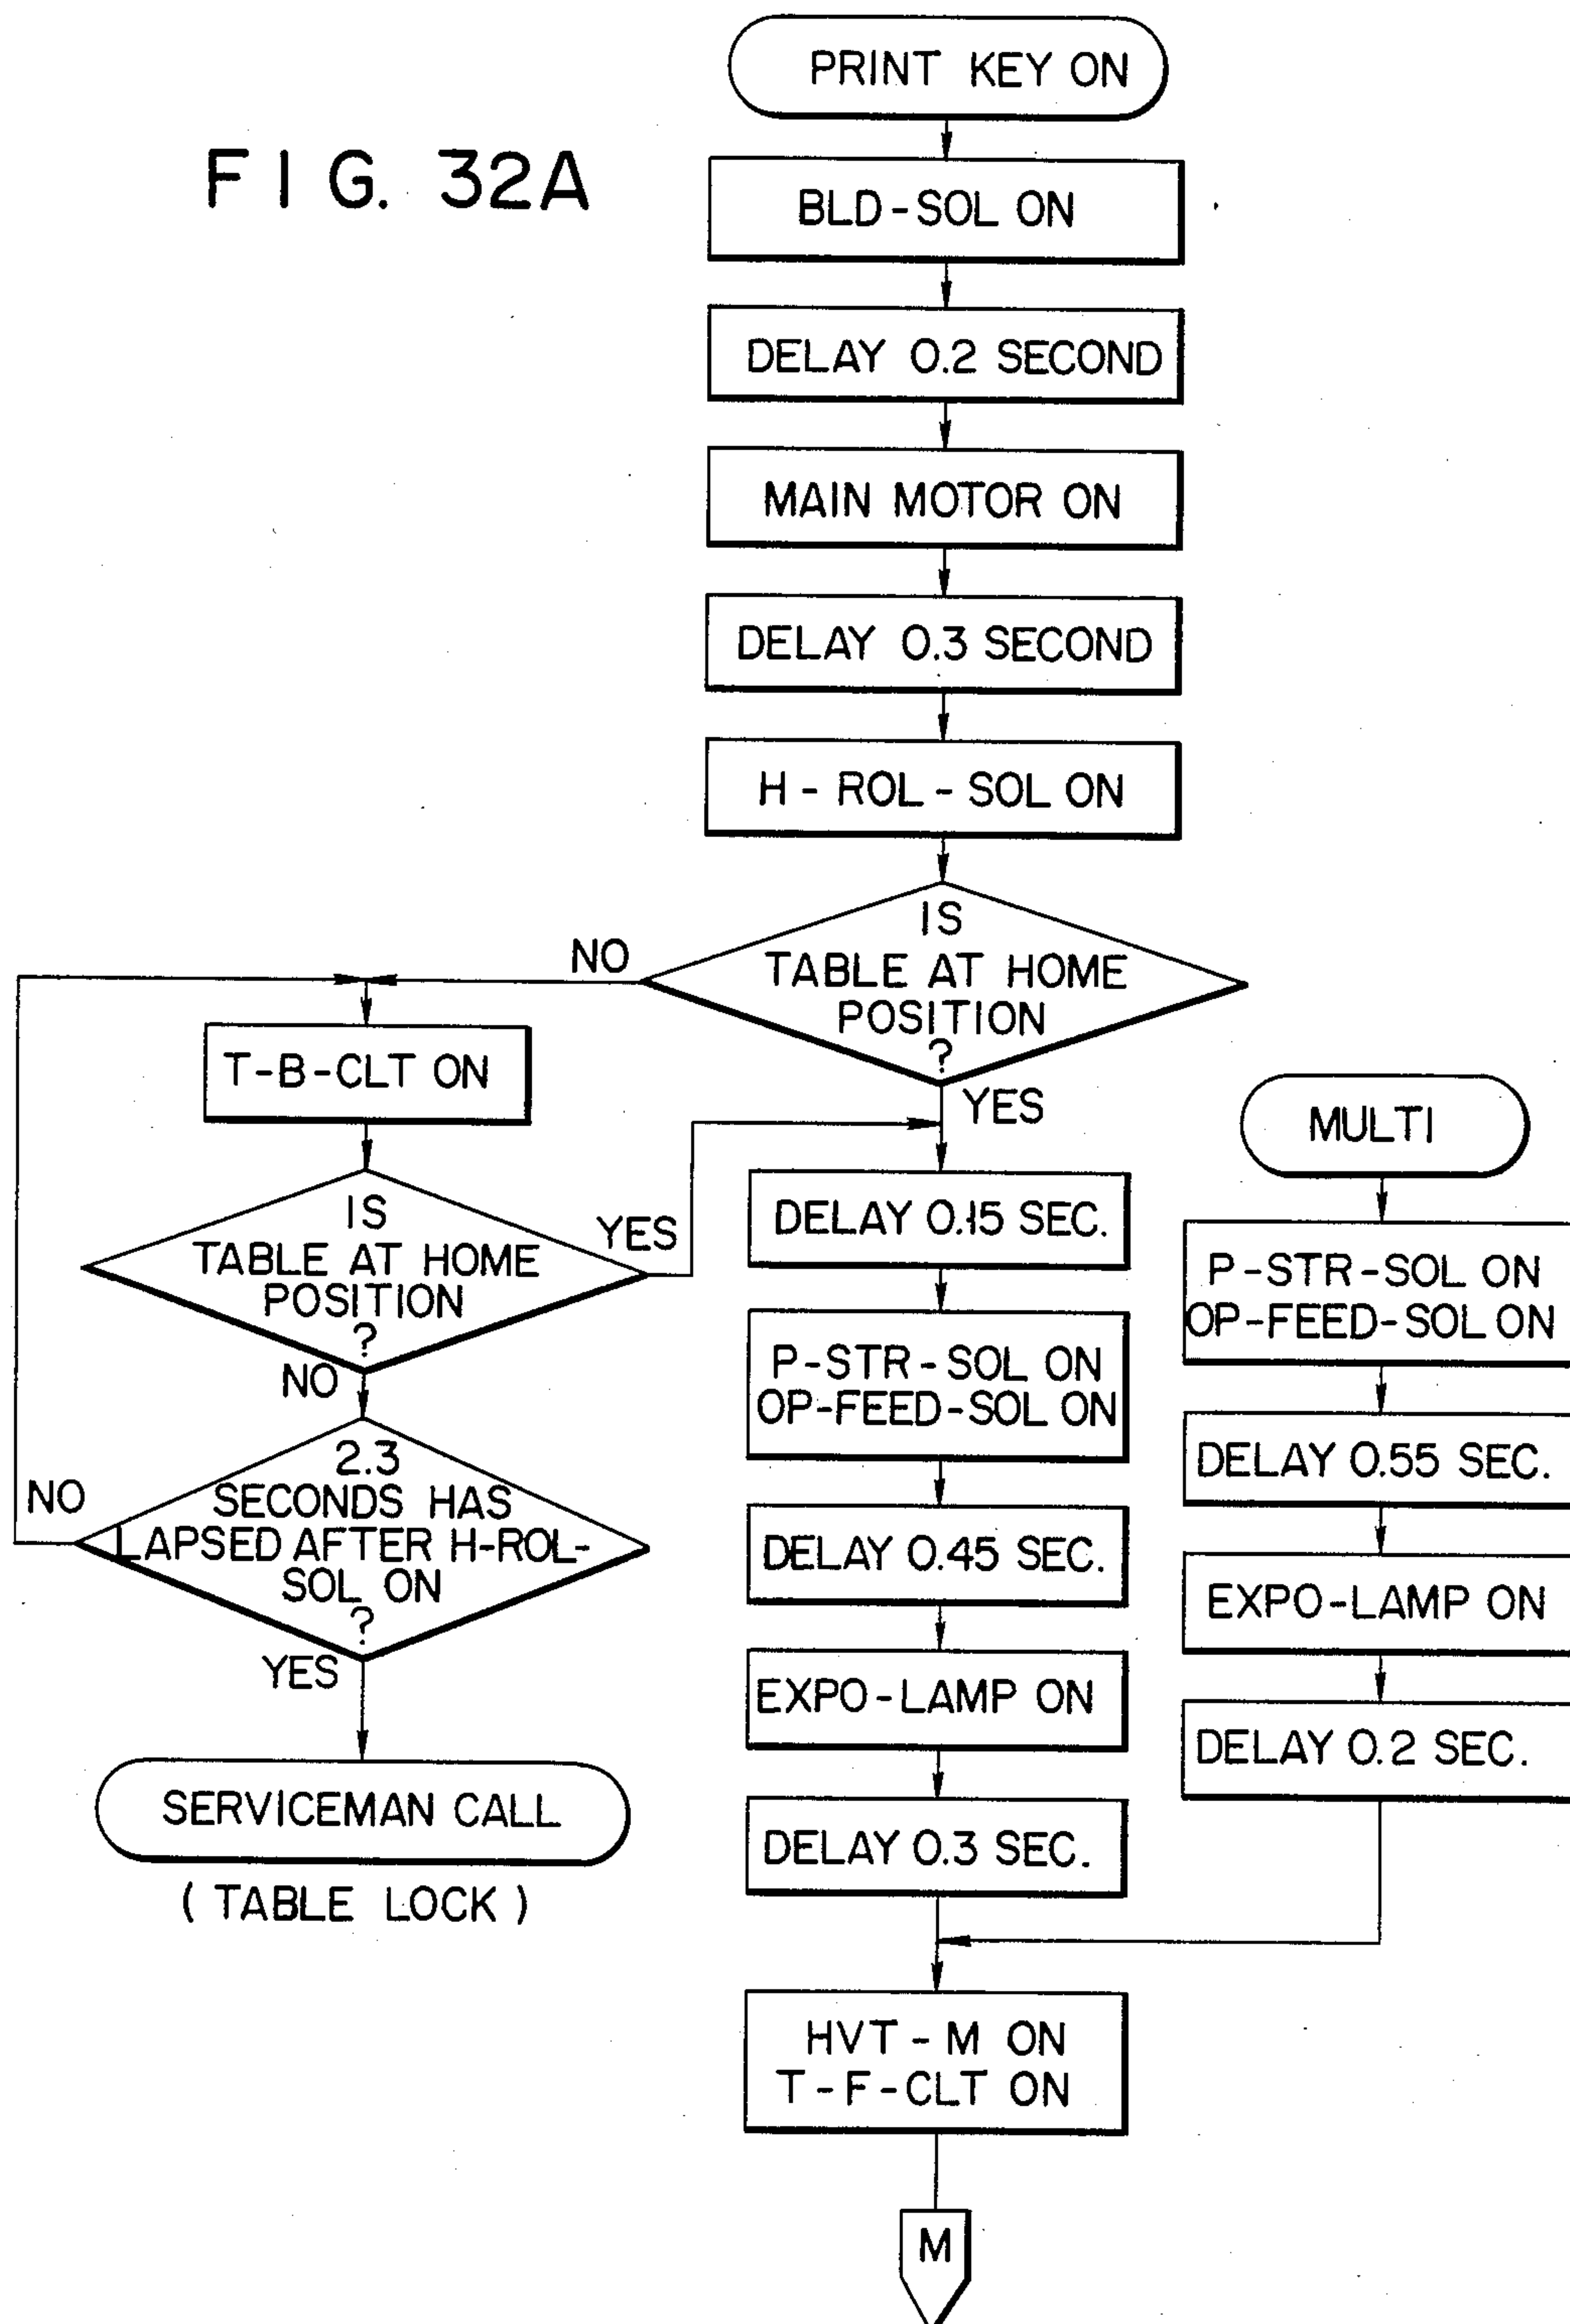 FIG. 32A
PRINT KEY ON
BLD-SOL ON
DELAY 0.2 SECOND
MAIN MOTOR ON
DELAY 0.3 SECOND
H-ROL-SOL ON
IS
TABLE AT HOME
POSITION
?
NO
YES
T-B-CLT ON
IS
TABLE AT HOME
POSITION
?
YES
NO
2.3
SECONDS HAS
LAPSED AFTER H-ROL-
SOL ON
?
NO
YES
SERVICEMAN CALL
( TABLE LOCK )
DELAY 0.15 SEC.
P-STR-SOL ON
OP-FEED-SOL ON
DELAY 0.45 SEC.
EXPO-LAMP ON
DELAY 0.3 SEC.
MULTI
P-STR-SOL ON
OP-FEED-SOL ON
DELAY 0.55 SEC.
EXPO-LAMP ON
DELAY 0.2 SEC.
HVT-M ON
T-F-CLT ON
M